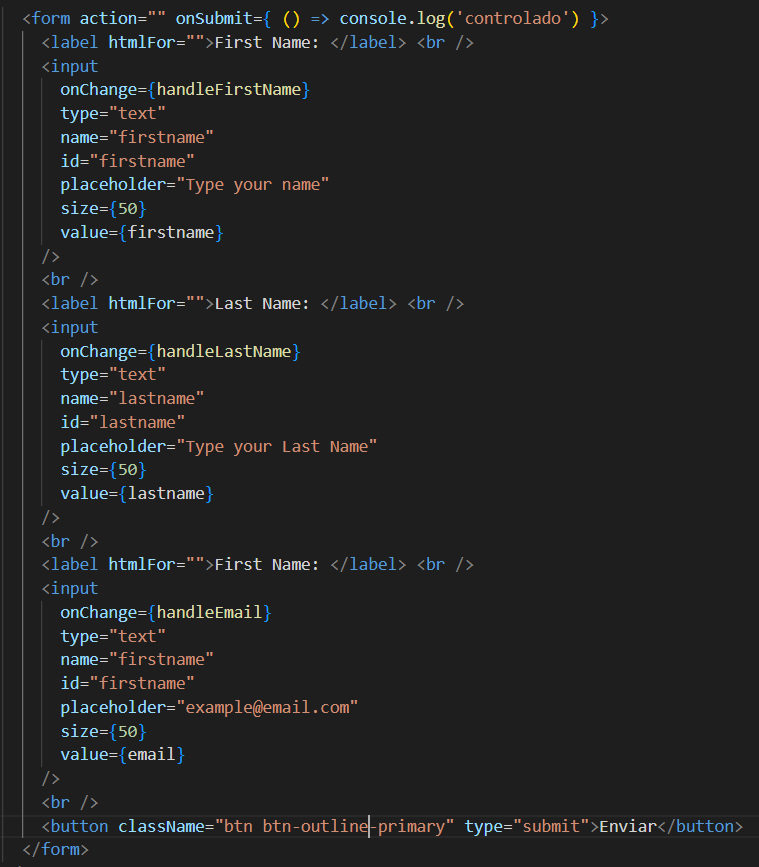 <form action="" onSubmit={ () => console.log('controlado') }>
<label htmlFor="">First Name: </label> <br />
<input
onChange={handleFirstName}
type="text"
name="firstname"
id="firstname"
placeholder="Type your name"
size={50}
value={firstname}
/>
<br />
<label htmlFor="">Last Name: </label> <br />
<input
onChange={handleLastName}
type="text"
name="lastname"
id="lastname"
placeholder="Type your Last Name"
size={50}
value={lastname}
/>
<br />
<label htmlFor="">First Name: </label> <br />
<input
onChange={handleEmail}
type="text"
name="firstname"
id="firstname"
placeholder="example@email.com"
size={50}
value={email}
/>
<br />
<button className="btn btn-outline-primary" type="submit">Enviar</button>
</form>